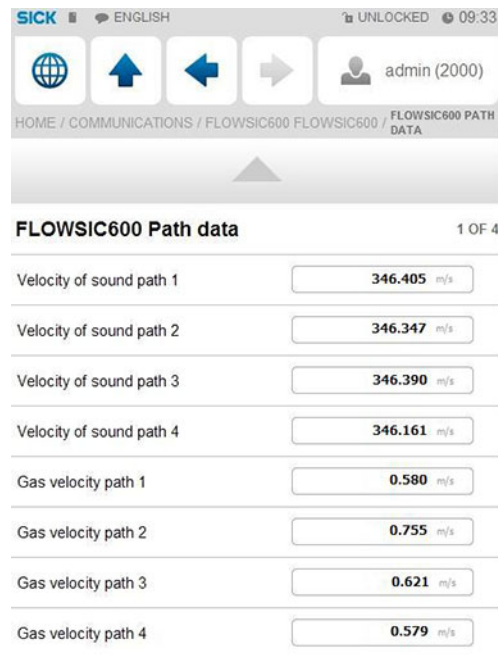 SICK ENGLISH UNLOCKED 09:33
admin (2000)
HOME / COMMUNICATIONS / FLOWSIC600 FLOWSIC600 / FLOWSIC600 PATH
DATA
FLOWSIC600 Path data 1 OF 4
Velocity of sound path 1 346.405 m/s
Velocity of sound path 2 346.347 m/s
Velocity of sound path 3 346.390 m/s
Velocity of sound path 4 346.161 m/s
Gas velocity path 1 0.580 m/s
Gas velocity path 2 0.755 m/s
Gas velocity path 3 0.621 m/s
Gas velocity path 4 0.579 m/s